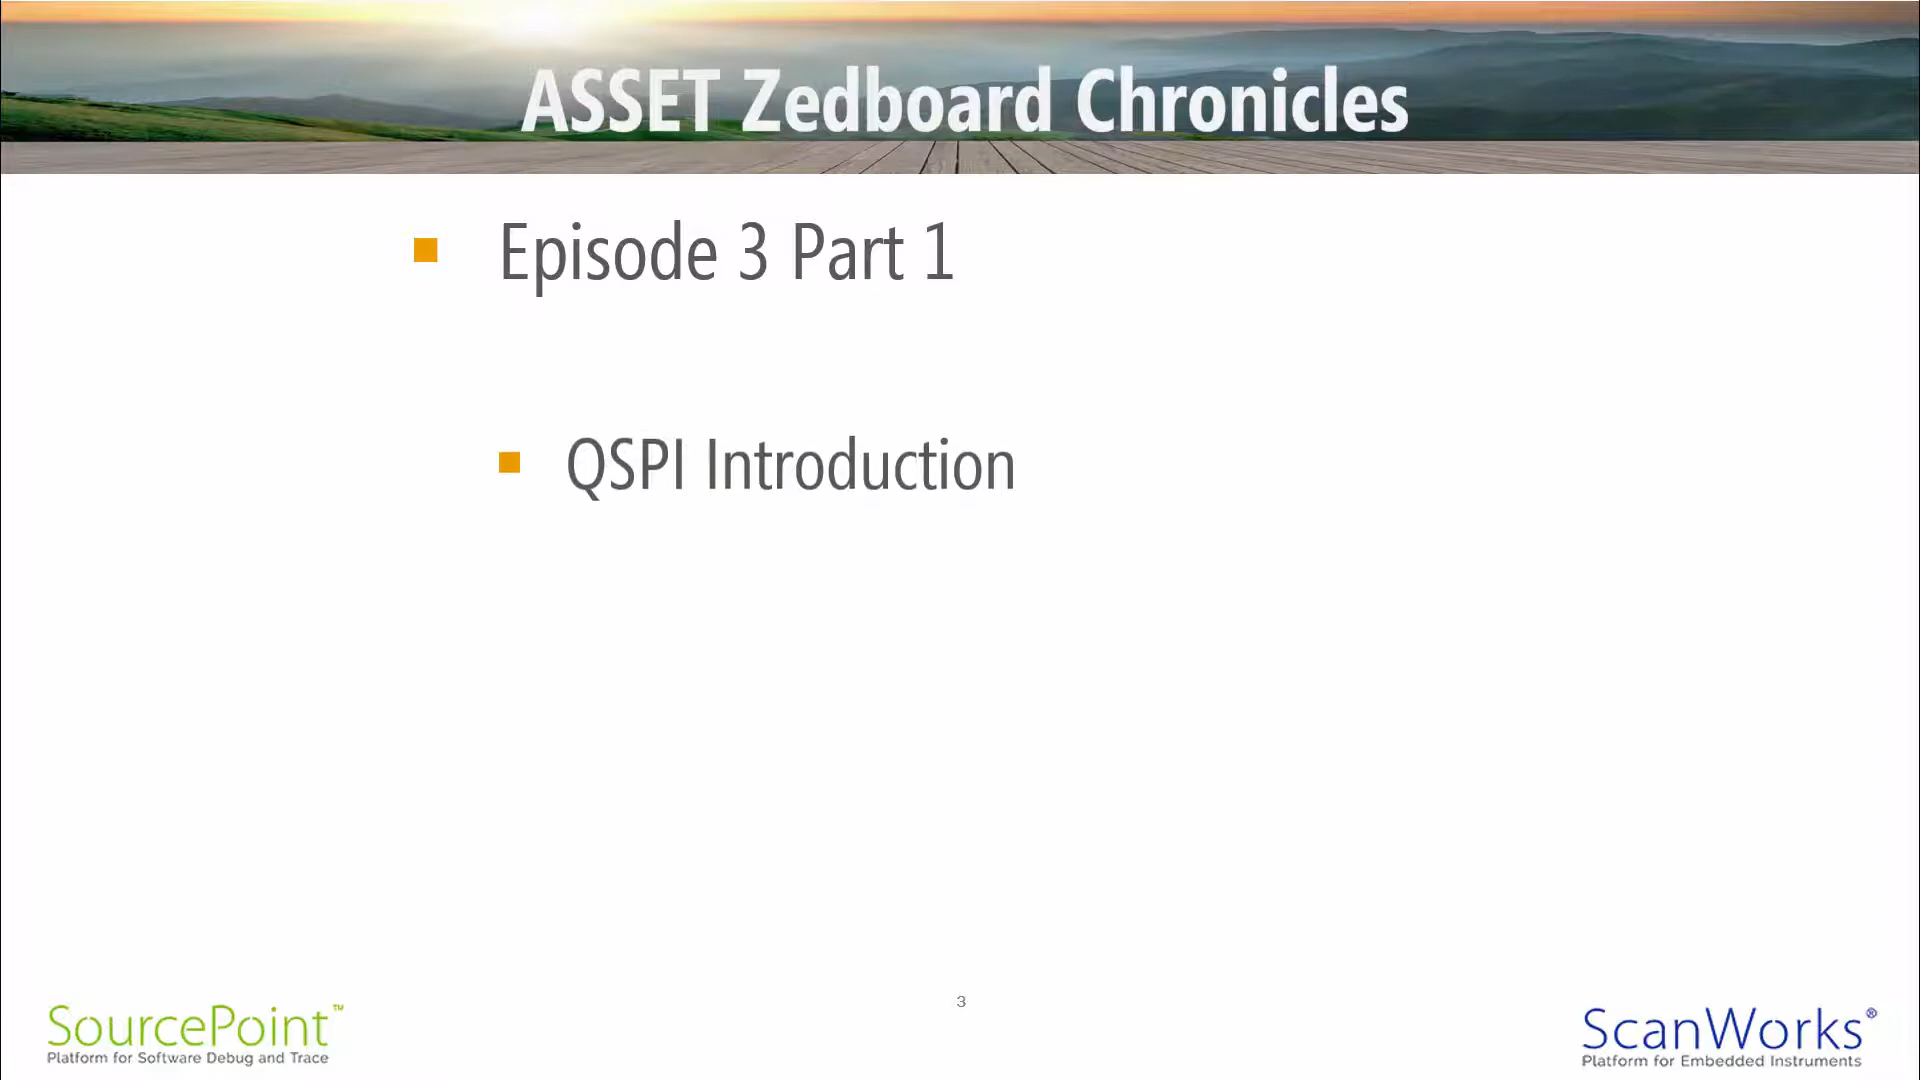 ASSET Zedboard Chronicles
Episode 3 Part 1
QSPI Introduction
3
SourcePoint™
Platform for Software Debug and Trace
ScanWorks®
Platform for Embedded Instruments